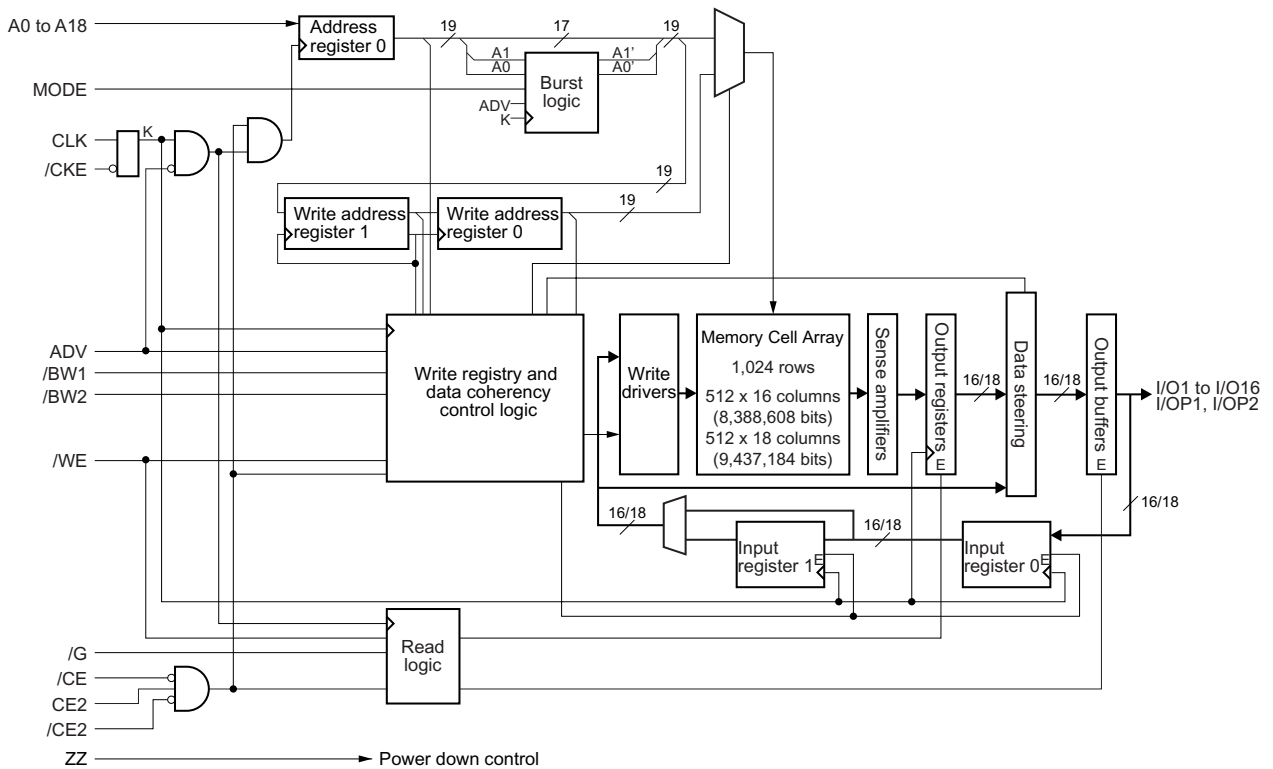 A0 to A18
Address
register 0
19
17
19
A1
A0
A1'
A0'
Burst
logic
MODE
ADV
K
CLK
K
/CKE
19
Write address
register 1
Write address
register 0
19
ADV
/BW1
/BW2
/WE
Write registry and
data coherency
control logic
Write
drivers
Memory Cell Array
1,024 rows
512 x 16 columns
(8,388,608 bits)
512 x 18 columns
(9,437,184 bits)
Sense amplifiers
Output registers
E
16/18
Data steering
16/18
Output buffers
E
I/O1 to I/O16
I/OP1, I/OP2
16/18
16/18
Input
register 1
E
16/18
Input
register 0
E
Read
logic
/G
/CE
CE2
/CE2
ZZ
Power down control